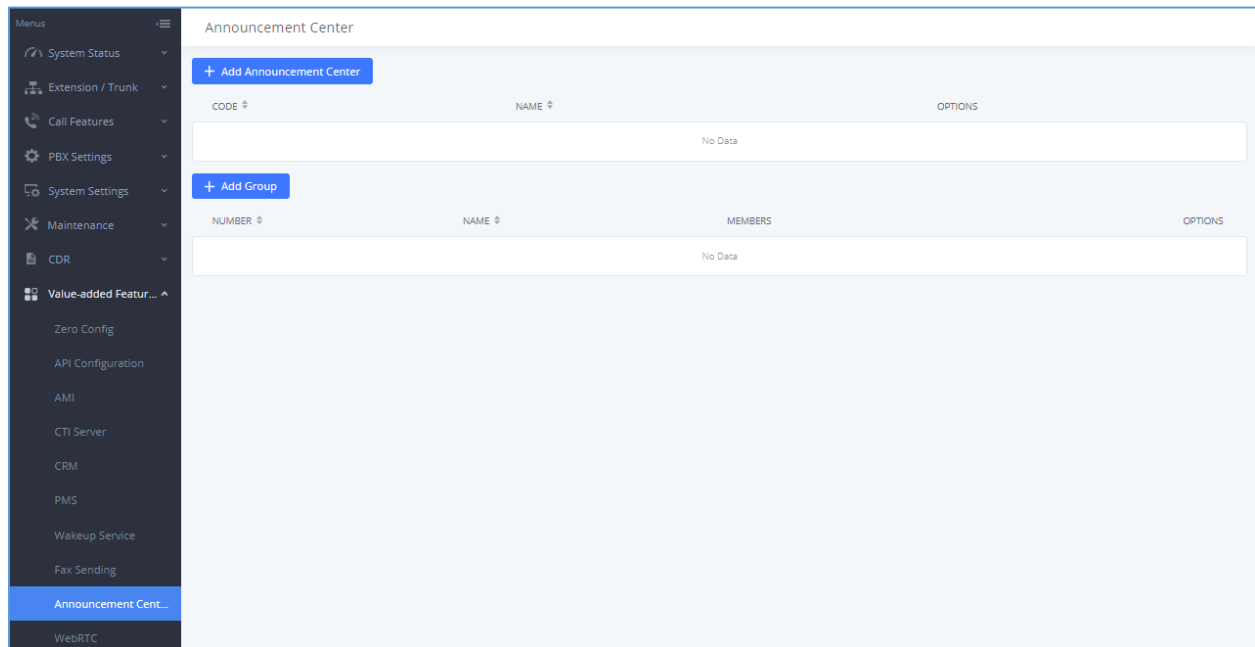 Menus
System Status
Extension / Trunk
Call Features
PBX Settings
System Settings
Maintenance
CDR
Value-added Featur...
Zero Config
API Configuration
AMI
CTI Server
CRM
PMS
Wakeup Service
Fax Sending
Announcement Cent...
WebRTC
Announcement Center
+ Add Announcement Center
CODE NAME OPTIONS
No Data
+ Add Group
NUMBER NAME MEMBERS OPTIONS
No Data